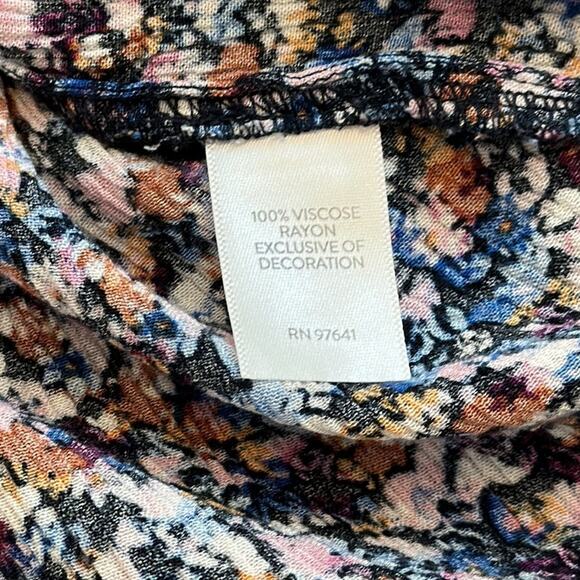 100% VISCOSE
RAYON
EXCLUSIVE OF
DECORATION
RN 97641